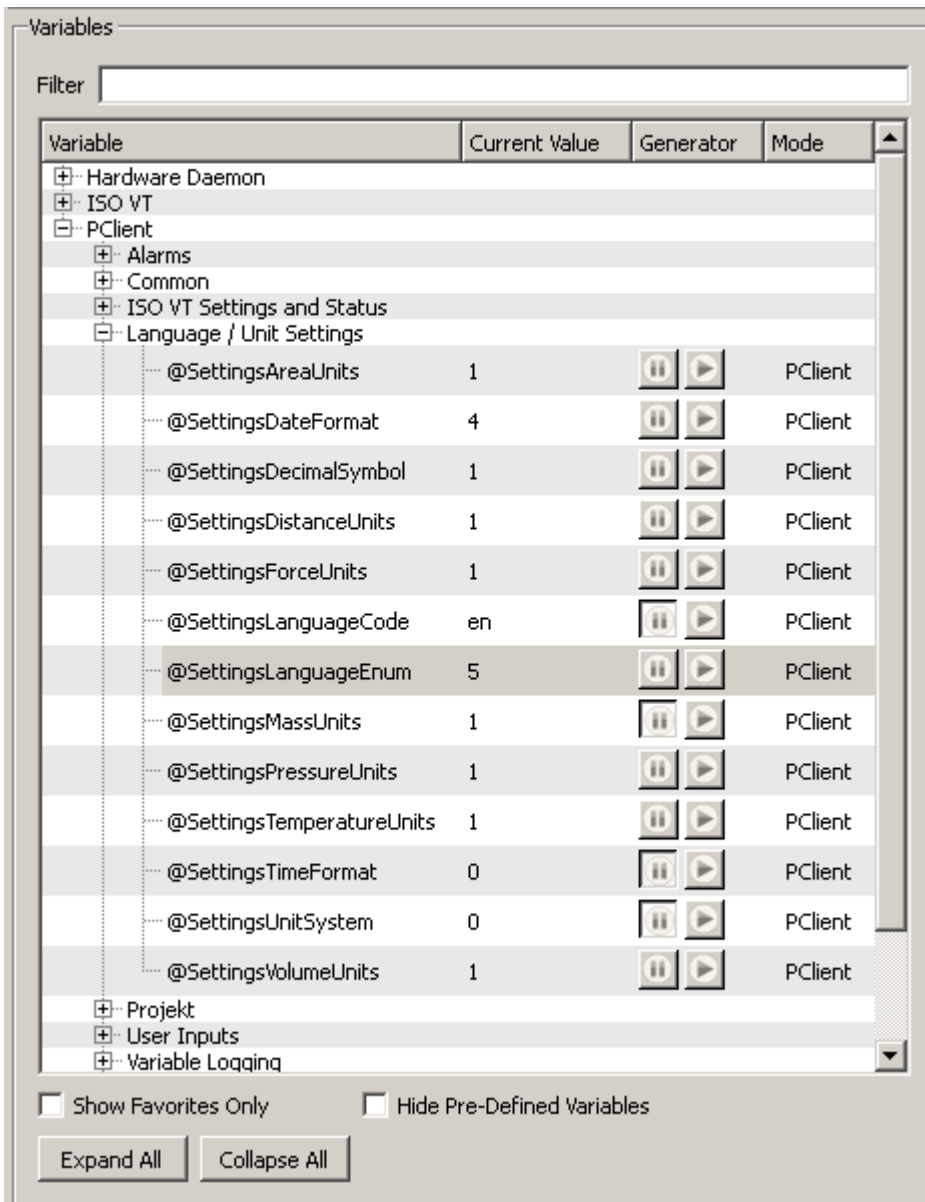 Variables
Filter
Variable Current Value Generator Mode
Hardware Daemon
ISO VT
PClient
Alarms
Common
ISO VT Settings and Status
Language / Unit Settings
@SettingsAreaUnits 1 PClient
@SettingsDateFormat 4 PClient
@SettingsDecimalSymbol 1 PClient
@SettingsDistanceUnits 1 PClient
@SettingsForceUnits 1 PClient
@SettingsLanguageCode en PClient
@SettingsLanguageEnum 5 PClient
@SettingsMassUnits 1 PClient
@SettingsPressureUnits 1 PClient
@SettingsTemperatureUnits 1 PClient
@SettingsTimeFormat 0 PClient
@SettingsUnitSystem 0 PClient
@SettingsVolumeUnits 1 PClient
Projekt
User Inputs
Variable Logging
Show Favorites Only Hide Pre-Defined Variables
Expand All Collapse All